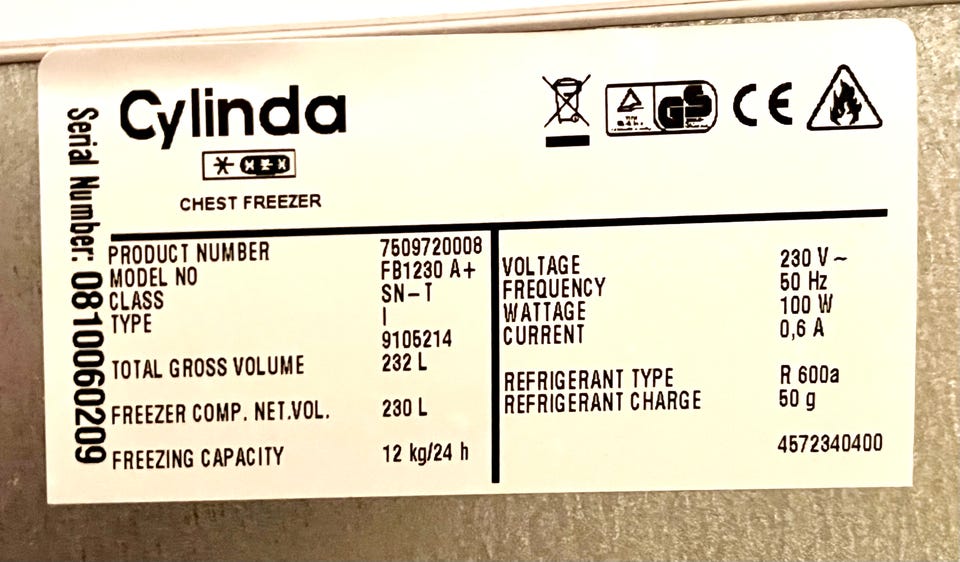 Cylinda
CHEST FREEZER
GS
CE
Serial Number: 0810060209
PRODUCT NUMBER 7509720008
MODEL NO FB1230 A+
CLASS SN-T
TYPE I
9105214
TOTAL GROSS VOLUME 232 L
FREEZER COMP. NET.VOL. 230 L
FREEZING CAPACITY 12 kg/24 h
VOLTAGE 230 V ~
FREQUENCY 50 Hz
WATTAGE 100 W
CURRENT 0,6 A
REFRIGERANT TYPE R 600a
REFRIGERANT CHARGE 50 g
4572340400